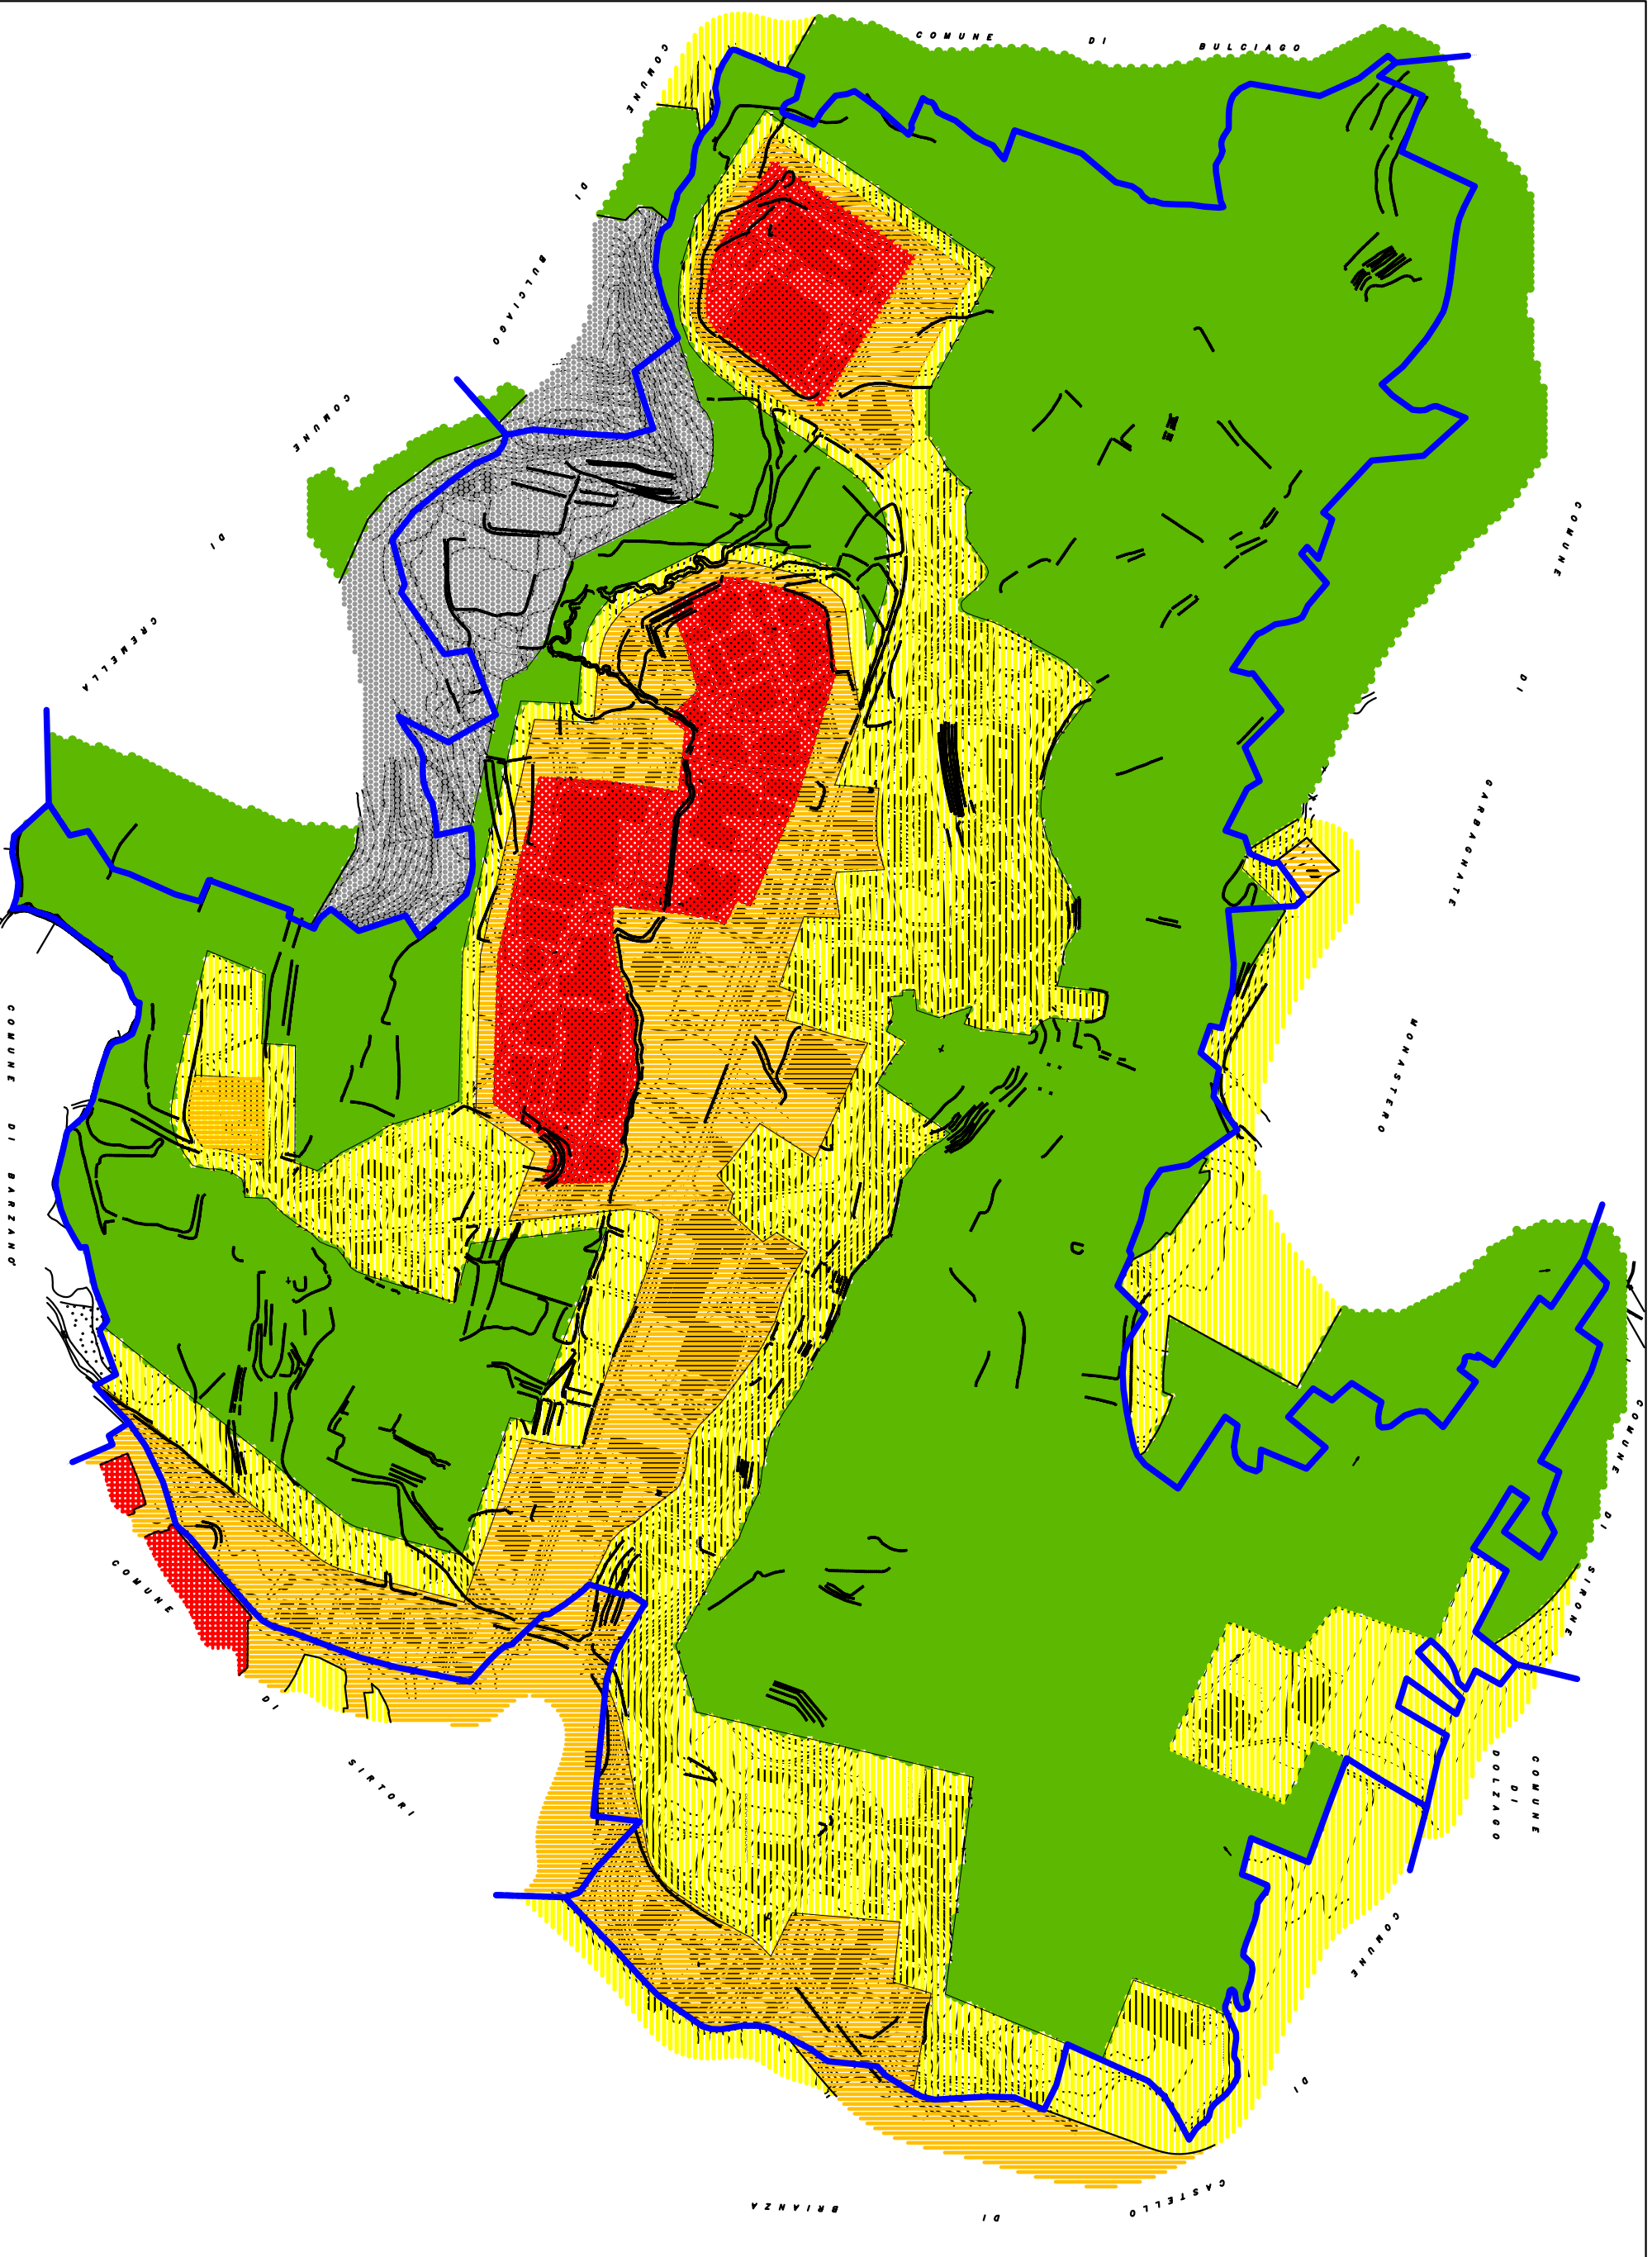 COMUNE DI BULCIAGO
COMUNE DI BULCIAGO
COMUNE DI CREMELLA
COMUNE DI GARBAGNATE MONASTERO
COMUNE DI BARZANO'
COMUNE DI SIRONE
COMUNE DI SIRTORI
COMUNE
DI
DOLZAGO
COMUNE DI CASTELLO DI BRIANZA